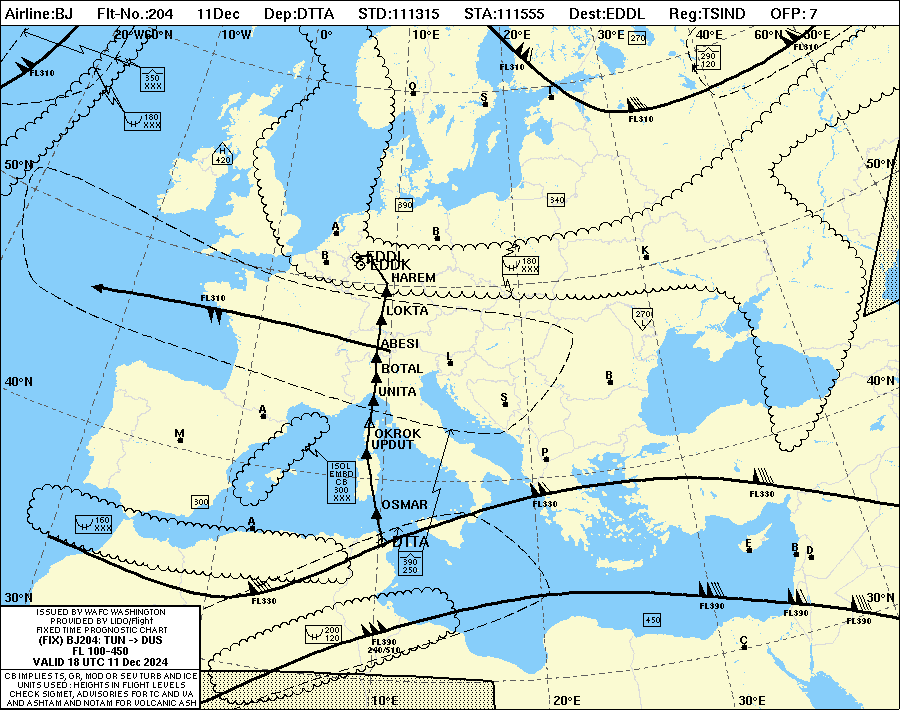 Airline:BJ Flt-No.:204 11Dec Dep:DTTA STD:111315 STA:111555 Dest:EDDL Reg:TSIND OFP: 7
20°W60°N 10°W 0° 10°E 20°E 30°E 40°E 60°N 50°E
270
FL310
FL310
FL310
290
120
350
XXX
FL310
O
S
T
180
XXX
50°N
H
420
50°N
390
340
A
B
B
K
EDDL
EDDK
180
XXX
HAREM
FL310
LOKTA
270
L
ABESI
L
BOTAL
40°N
B
40°N
UNITA
S
A
M
OKROK
UPDUT
P
ISOL
EMBD
CB
300
XXX
FL330
300
OSMAR
FL330
160
XXX
A
DTTA
E
B
D
390
250
30°N
FL330
FL390
FL390
30°N
FL390
450
200
120
FL390
240/510
C
ISSUED BY WAFC WASHINGTON
PROVIDED BY LIDO/Flight
FIXED TIME PROGNOSTIC CHART
(FIX) BJ204: TUN -> DUS
FL 100-450
VALID 18 UTC 11 Dec 2024
CB IMPLIES TS, GR, MOD OR SEV TURB AND ICE
UNITS USED : HEIGHTS IN FLIGHT LEVELS
CHECK SIGMET, ADVISORIES FOR TC AND VA
AND ASHTAM AND NOTAM FOR VOLCANIC ASH
10°E 20°E 30°E